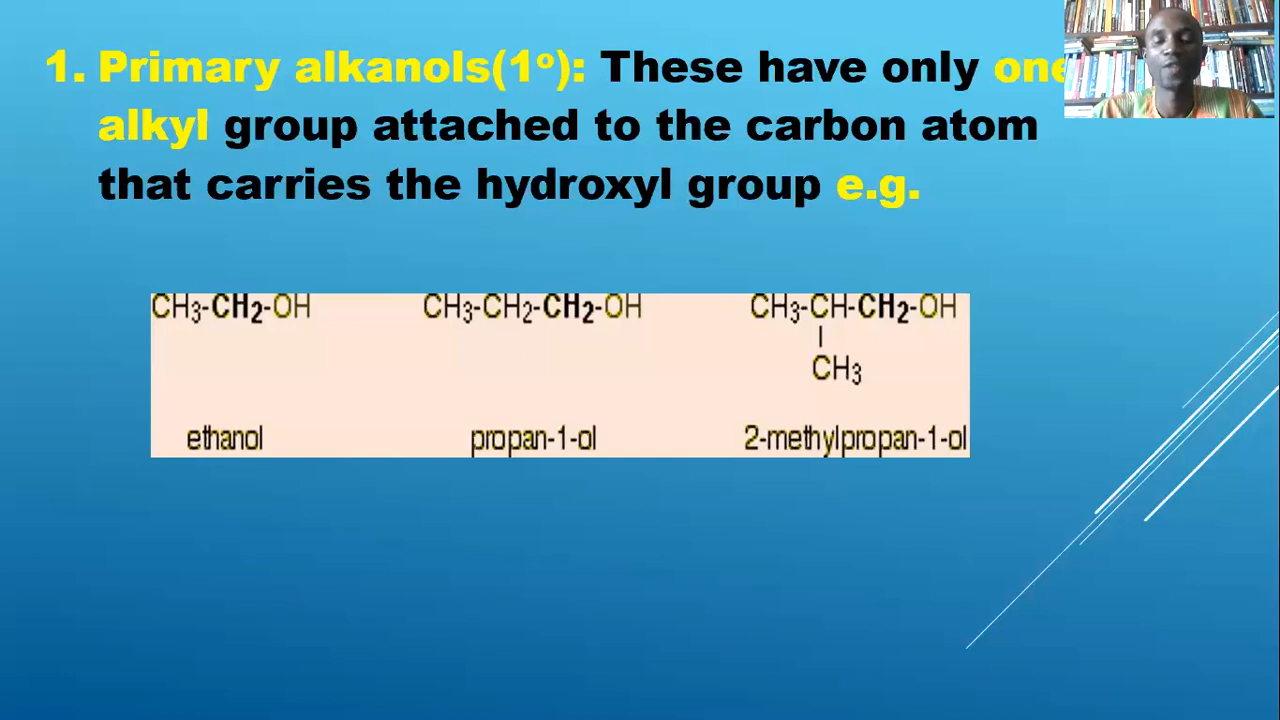 1. Primary alkanols(1º): These have only one
alkyl group attached to the carbon atom
that carries the hydroxyl group e.g.
CH3-CH2-OH CH3-CH2-CH2-OH CH3-CH-CH2-OH
CH3
ethanol propan-1-ol 2-methylpropan-1-ol